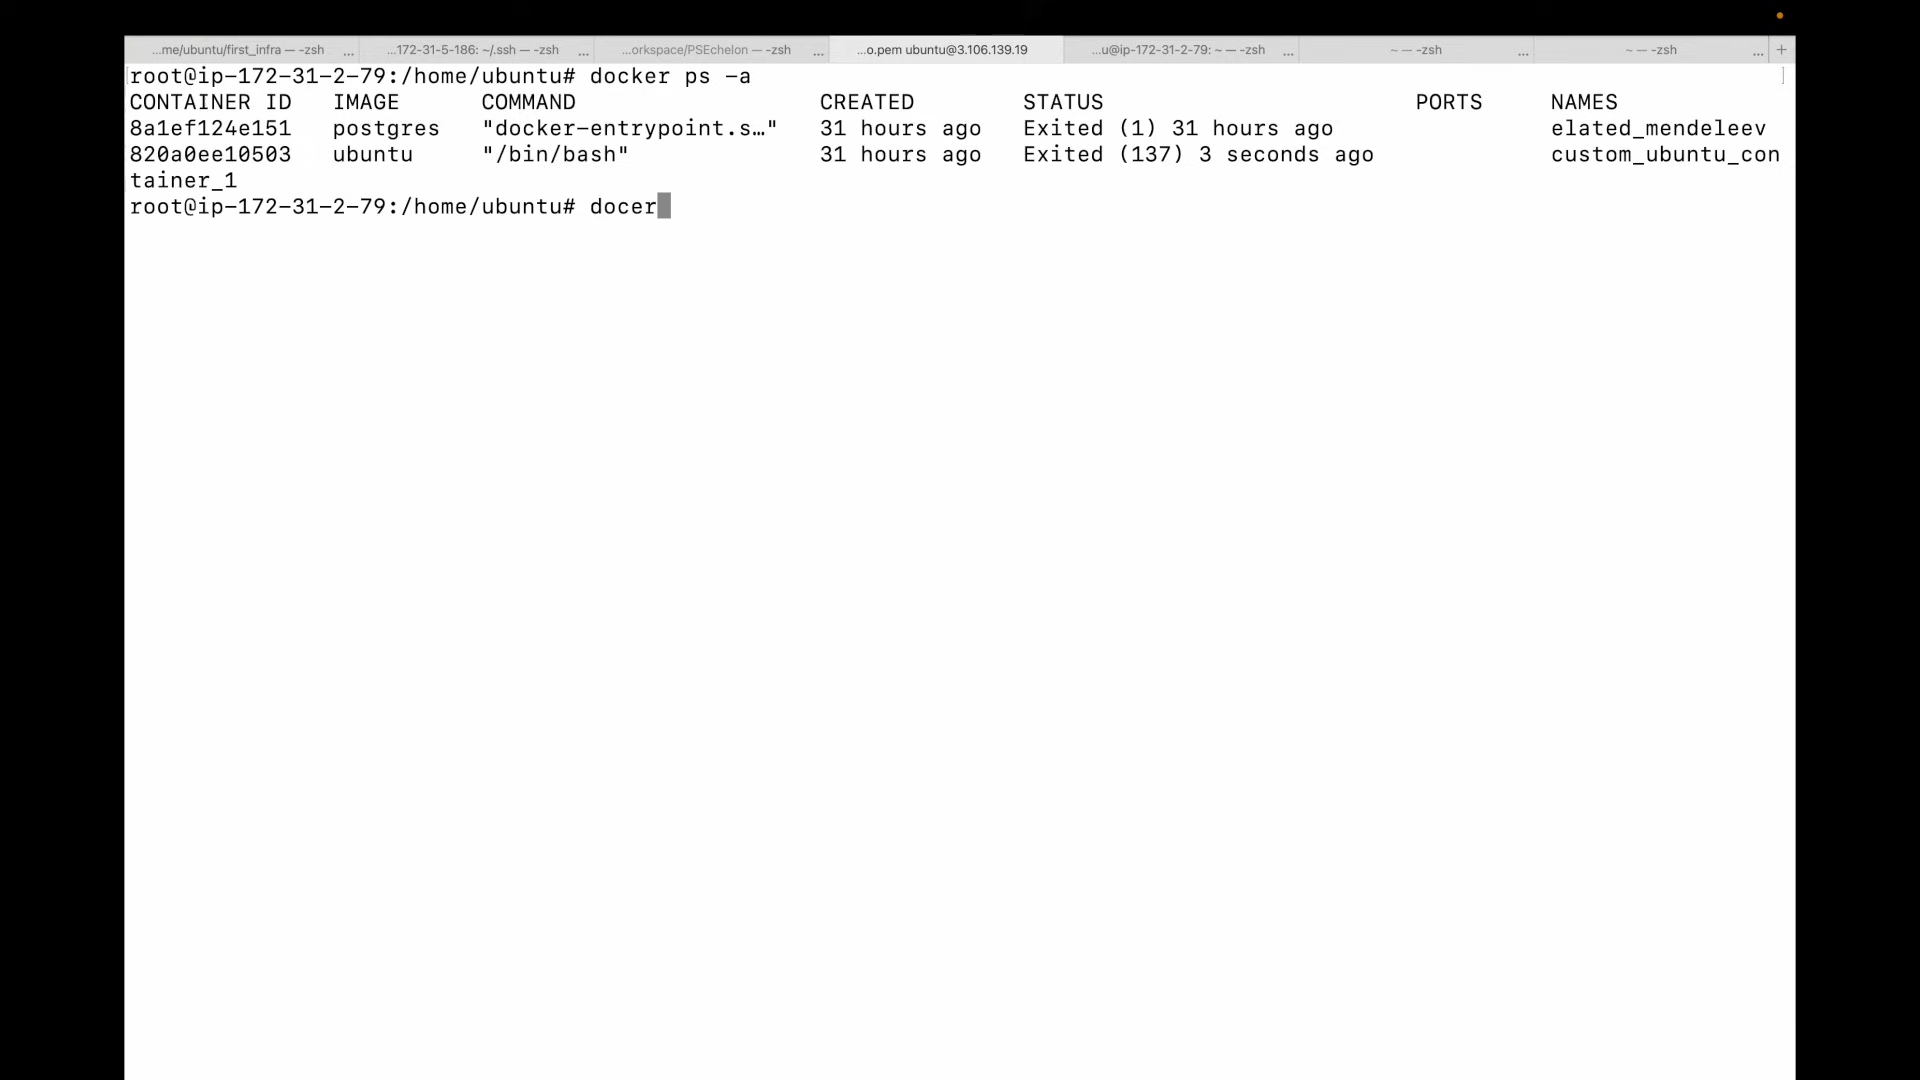 ...me/ubuntu/first_infra — -zsh ... ...172-31-5-186: ~/.ssh — -zsh ... ...orkspace/PSEchelon — -zsh ... ...o.pem ubuntu@3.106.139.19 ...u@ip-172-31-2-79: ~ — -zsh ... ~ — -zsh ... ~ — -zsh ... +
root@ip-172-31-2-79:/home/ubuntu# docker ps -a
CONTAINER ID   IMAGE      COMMAND                  CREATED        STATUS                       PORTS     NAMES
8a1ef124e151   postgres   "docker-entrypoint.s…"   31 hours ago   Exited (1) 31 hours ago                elated_mendeleev
820a0ee10503   ubuntu     "/bin/bash"              31 hours ago   Exited (137) 3 seconds ago             custom_ubuntu_con
tainer_1
root@ip-172-31-2-79:/home/ubuntu# docer